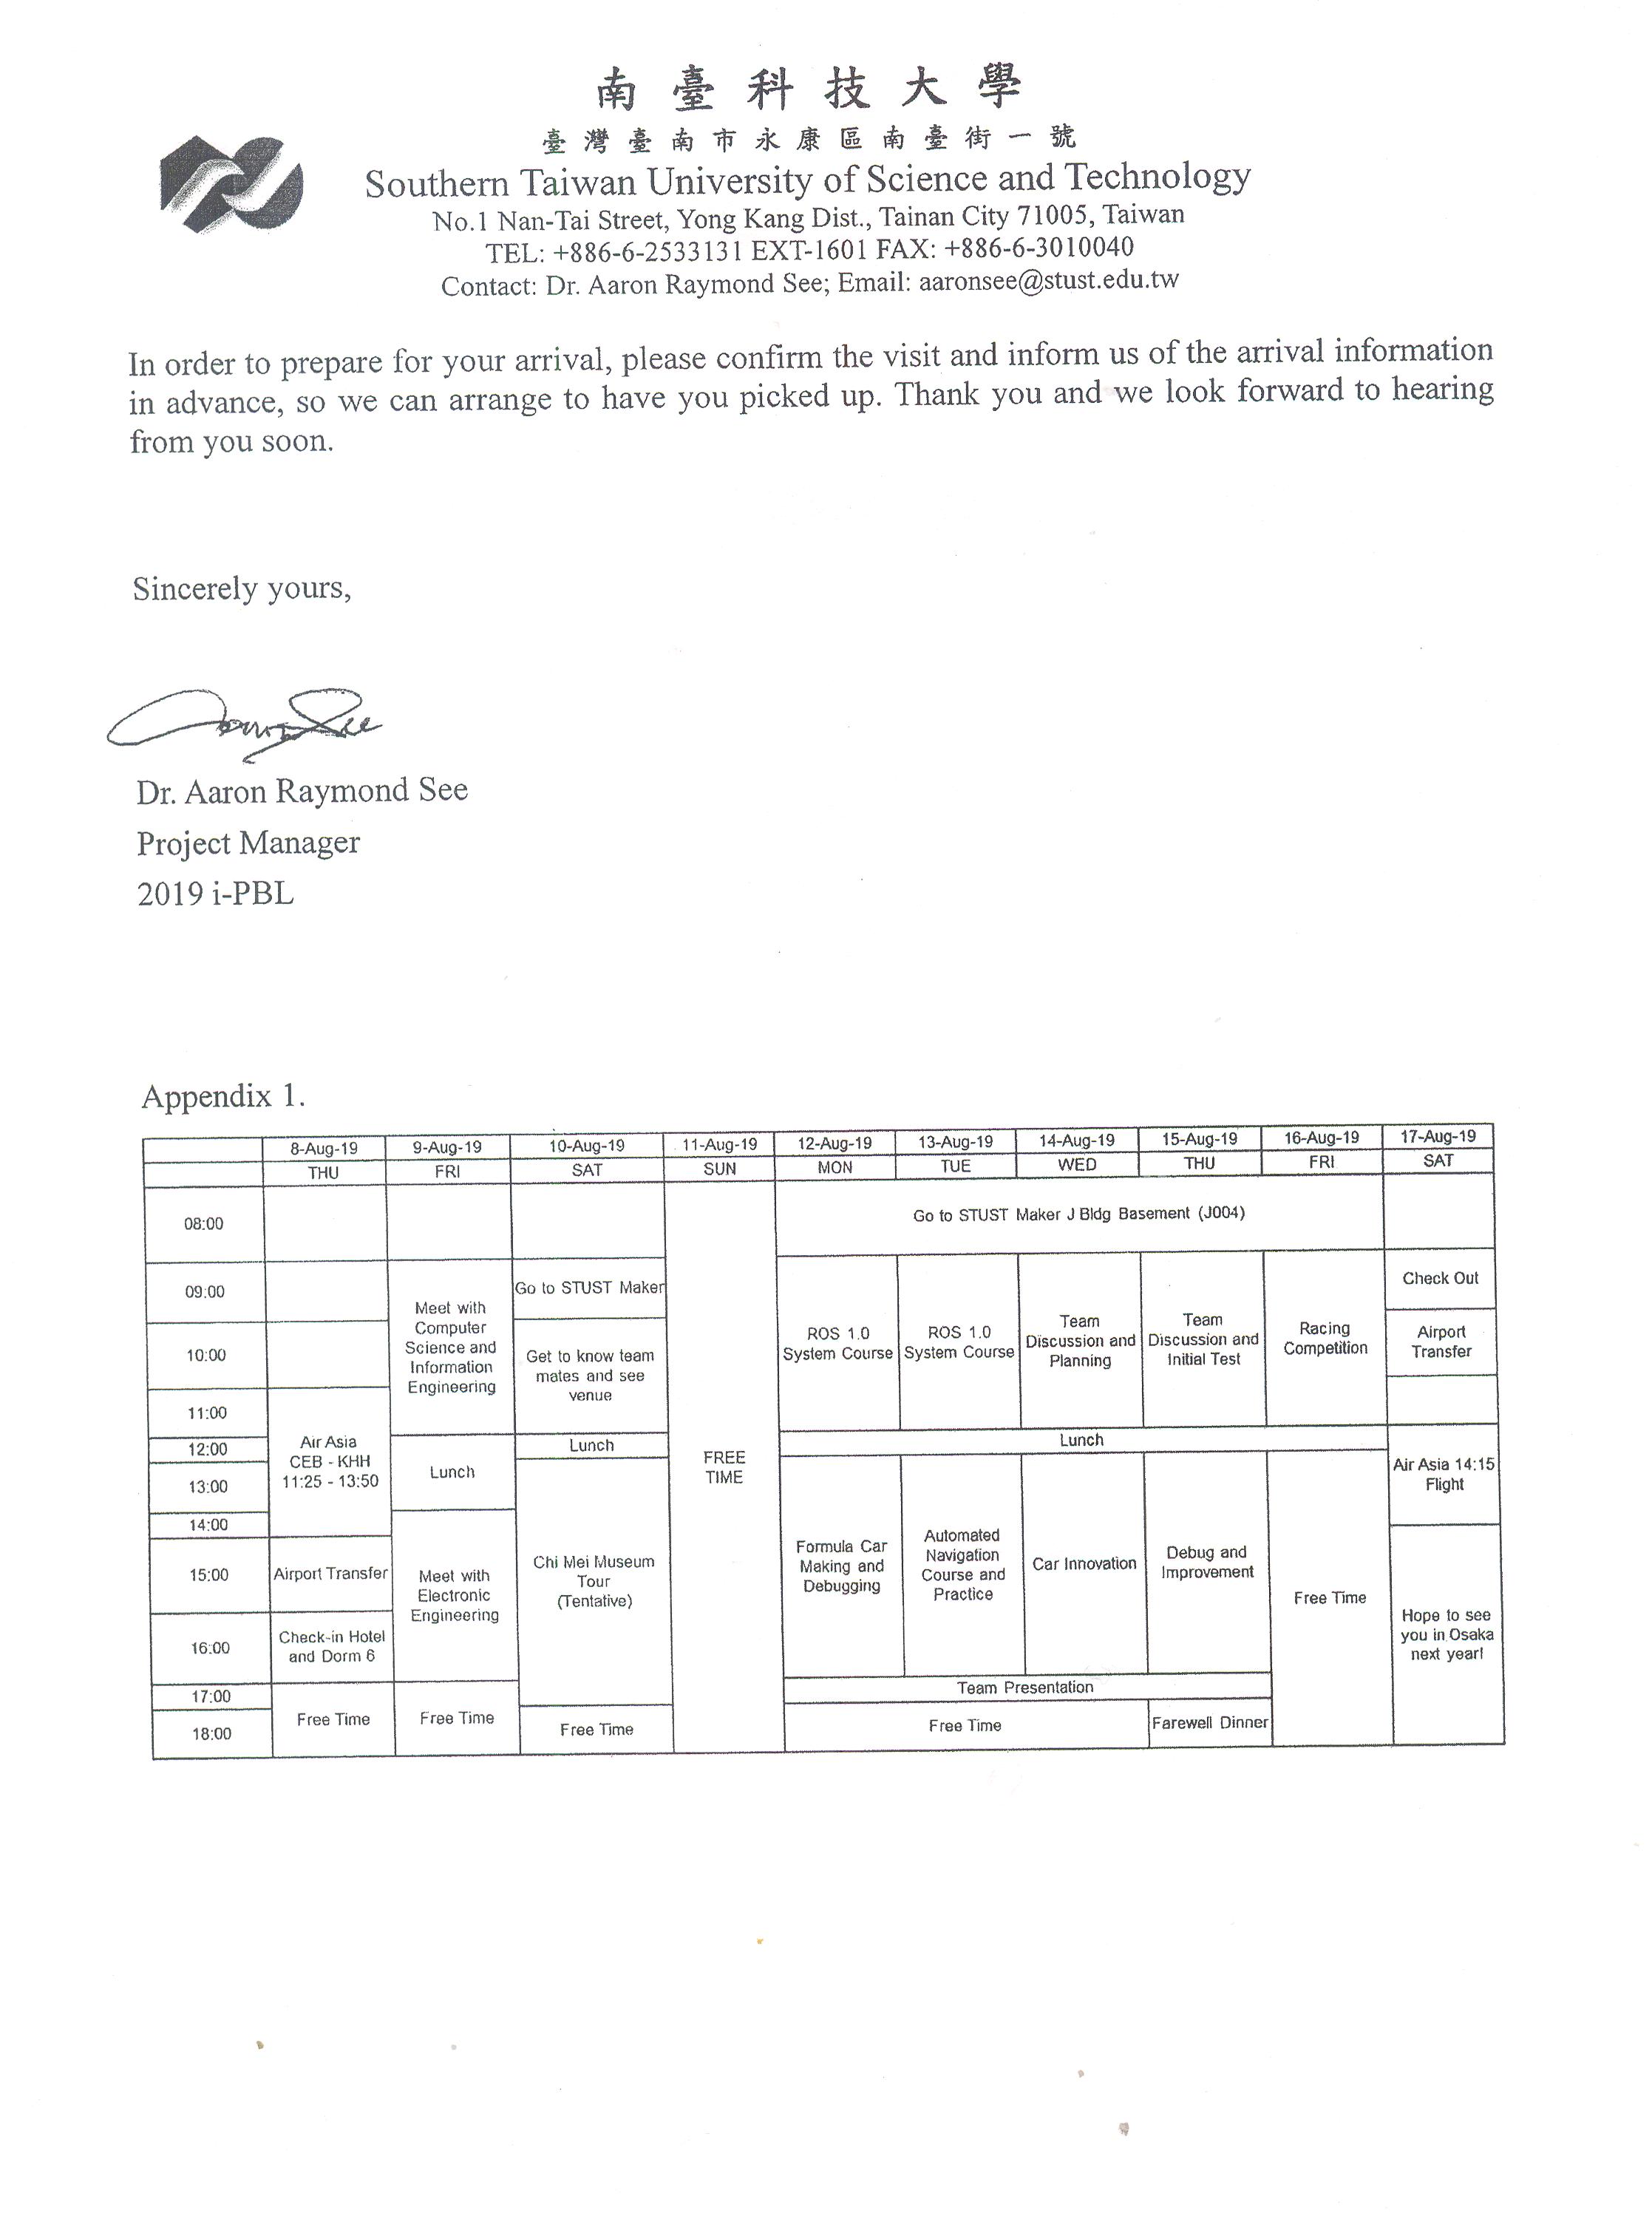 南臺科技大學
臺灣臺南市永康區南臺街一號
Southern Taiwan University of Science and Technology
No.1 Nan-Tai Street, Yong Kang Dist., Tainan City 71005, Taiwan
TEL: +886-6-2533131 EXT-1601 FAX: +886-6-3010040
Contact: Dr. Aaron Raymond See; Email: aaronsee@stust.edu.tw
In order to prepare for your arrival, please confirm the visit and inform us of the arrival information
in advance, so we can arrange to have you picked up. Thank you and we look forward to hearing
from you soon.
Sincerely yours,
Dr. Aaron Raymond See
Project Manager
2019 i-PBL
Appendix 1.
8-Aug-19 9-Aug-19 10-Aug-19 11-Aug-19 12-Aug-19 13-Aug-19 14-Aug-19 15-Aug-19 16-Aug-19 17-Aug-19
THU FRI SAT SUN MON TUE WED THU FRI SAT
08:00
09:00
10:00
11:00
12:00
13:00
14:00
15:00
16:00
17:00
18:00
Air Asia
CEB - KHH
11:25 - 13:50
Airport Transfer
Check-in Hotel
and Dorm 6
Free Time
Meet with
Computer
Science and
Information
Engineering
Lunch
Meet with
Electronic
Engineering
Free Time
Go to STUST Maker
Get to know team
mates and see
venue
Lunch
Chi Mei Museum
Tour
(Tentative)
Free Time
FREE
TIME
Go to STUST Maker J Bldg Basement (J004)
ROS 1.0
System Course
ROS 1.0
System Course
Team
Discussion and
Planning
Team
Discussion and
Initial Test
Racing
Competition
Lunch
Formula Car
Making and
Debugging
Automated
Navigation
Course and
Practice
Car Innovation
Debug and
Improvement
Free Time
Team Presentation
Free Time
Farewell Dinner
Check Out
Airport
Transfer
Air Asia 14:15
Flight
Hope to see
you in Osaka
next year!